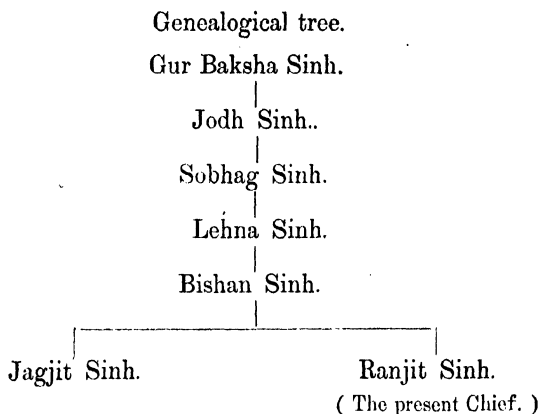 Genealogical tree.
Gur Baksha Sinh.
Jodh Sinh..
Sobhag Sinh.
Lehna Sinh.
Bishan Sinh.
Jagjit Sinh. Ranjit Sinh.
( The present Chief. )